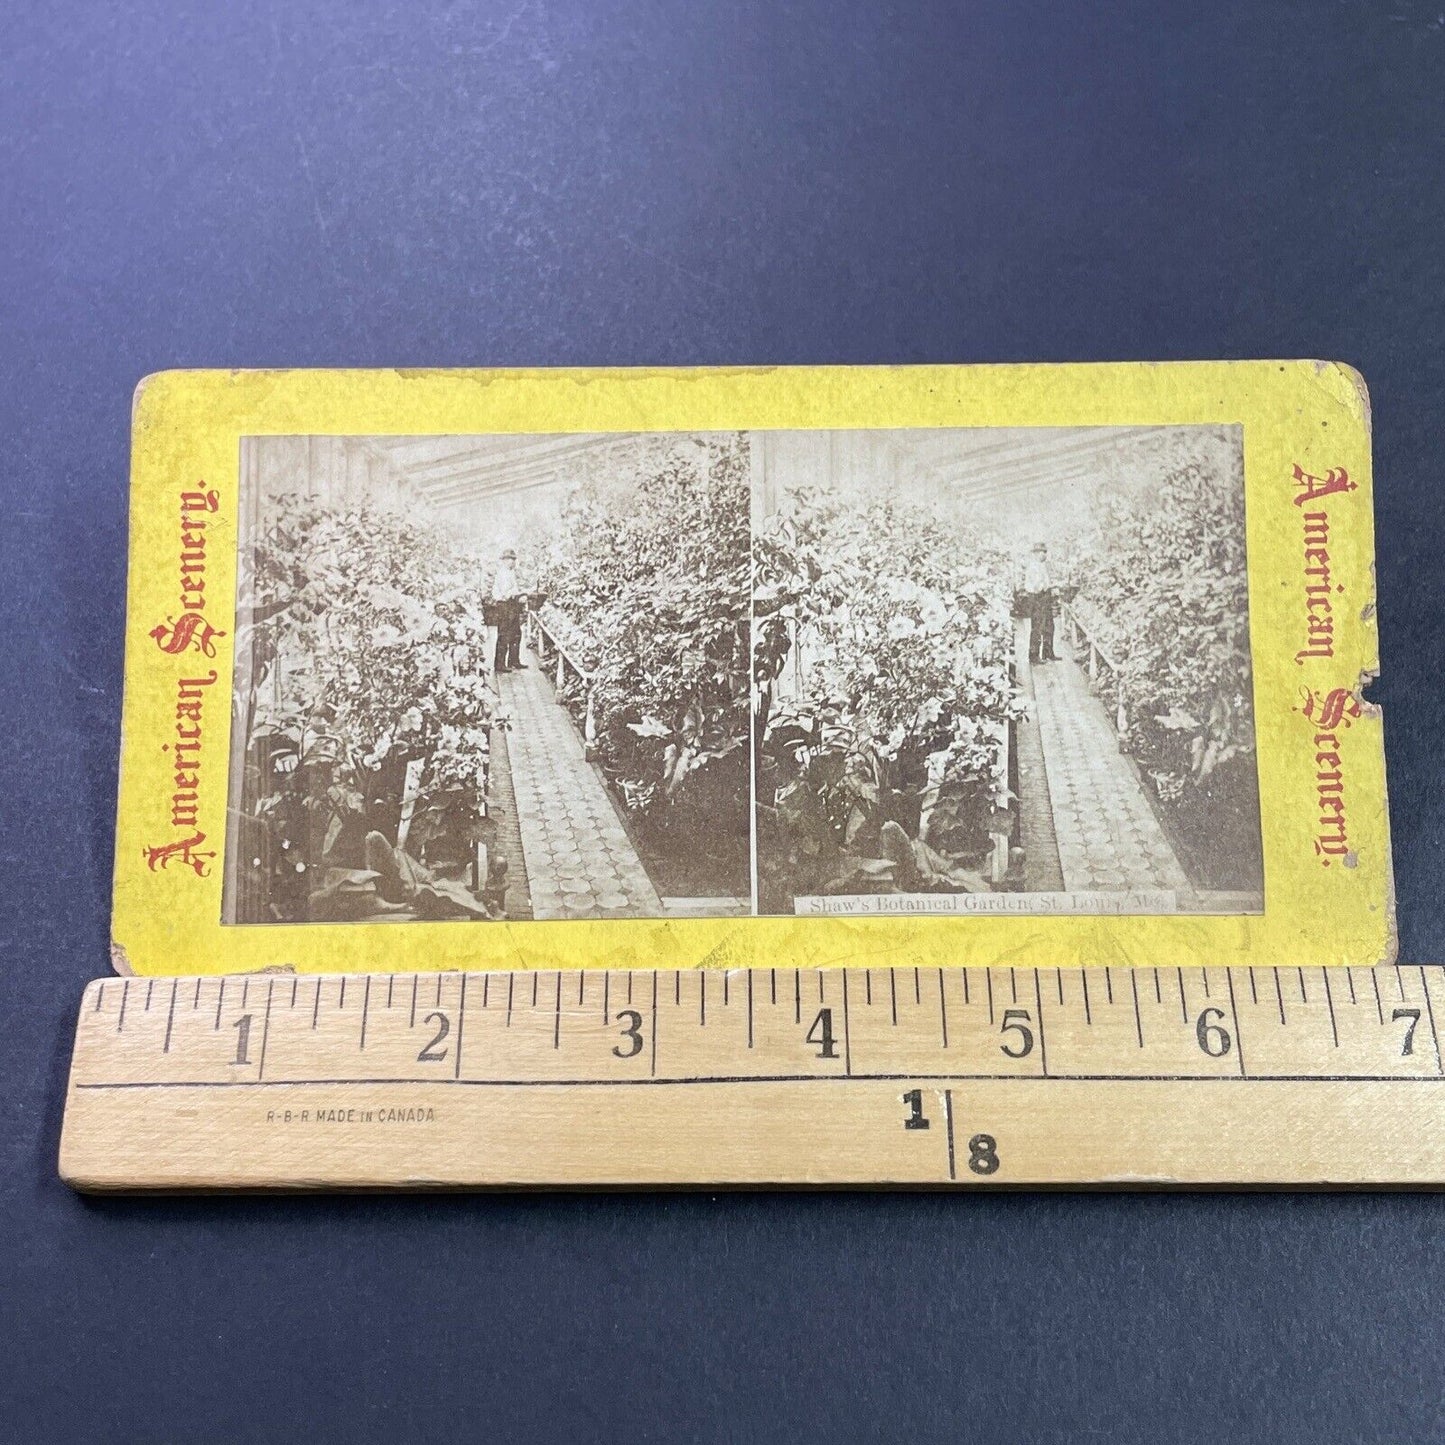 American Scenery.
American Scenery.
Shaw's Botanical Garden, St. Louis, Mo.
1 2 3 4 5 6 7
R-B-R MADE IN CANADA
1
8